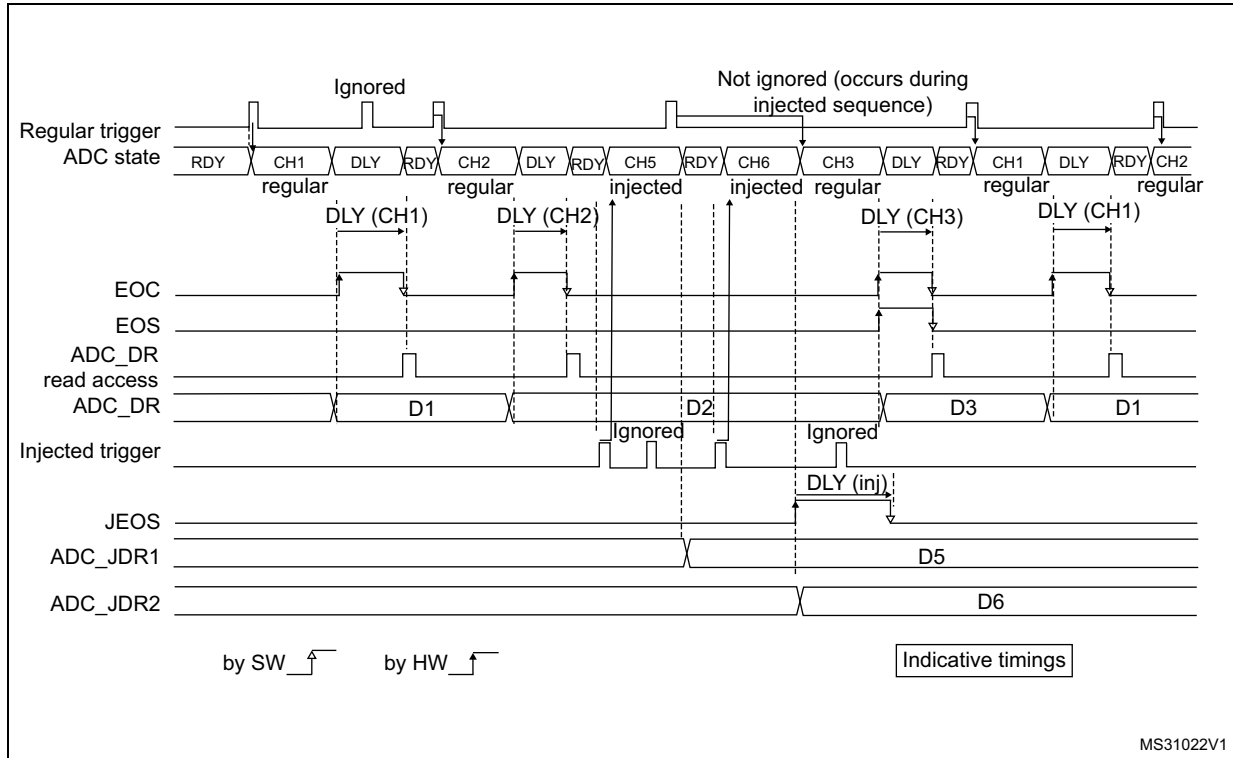 Ignored
Not ignored (occurs during
injected sequence)
Regular trigger
ADC state
RDY CH1 DLY RDY CH2 DLY RDY CH5 RDY CH6 CH3 DLY RDY CH1 DLY RDY CH2
regular regular injected injected regular regular regular
DLY (CH1) DLY (CH2) DLY (CH3) DLY (CH1)
EOC
EOS
ADC_DR
read access
ADC_DR D1 D2 D3 D1
Ignored Ignored
Injected trigger
DLY (inj)
JEOS
ADC_JDR1 D5
ADC_JDR2 D6
by SW by HW Indicative timings
MS31022V1